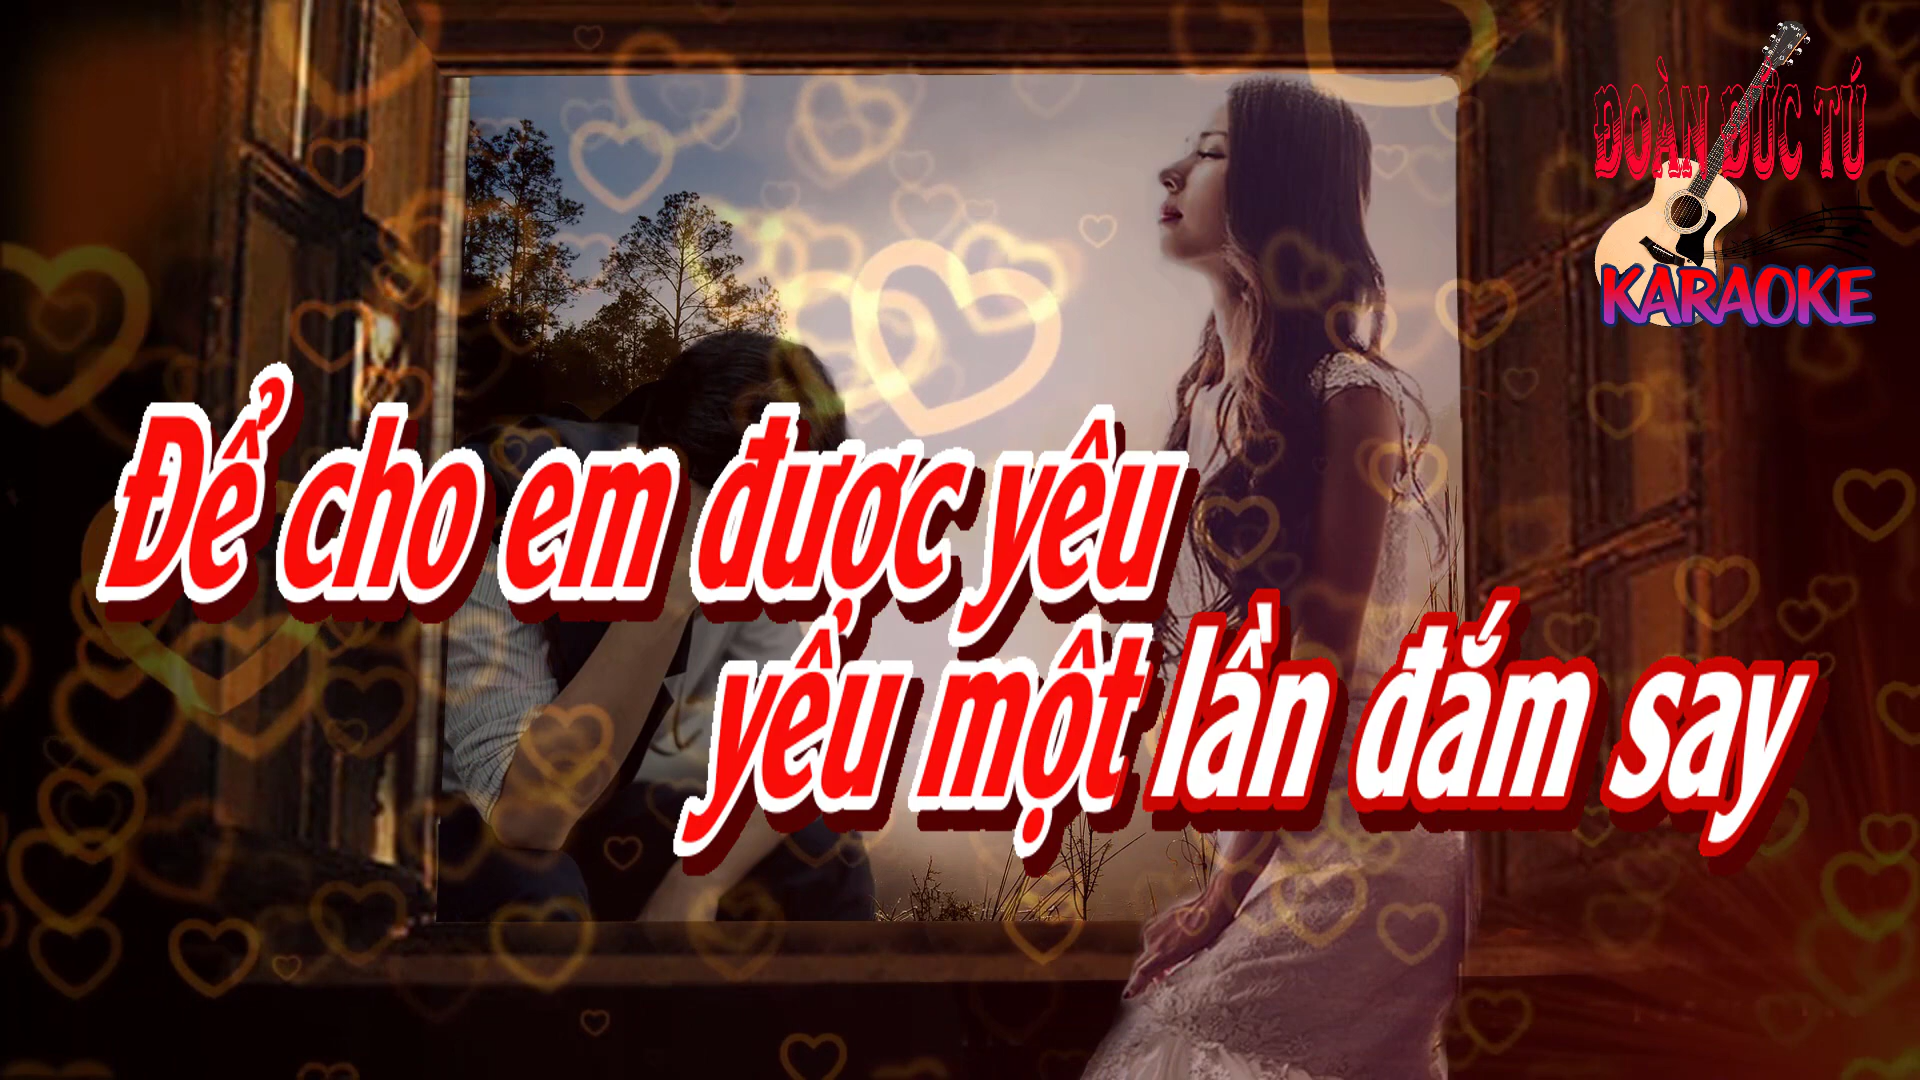 ĐOÀN ĐỨC TÚ
KARAOKE
Để cho em được yêu
yêu một lần đắm say